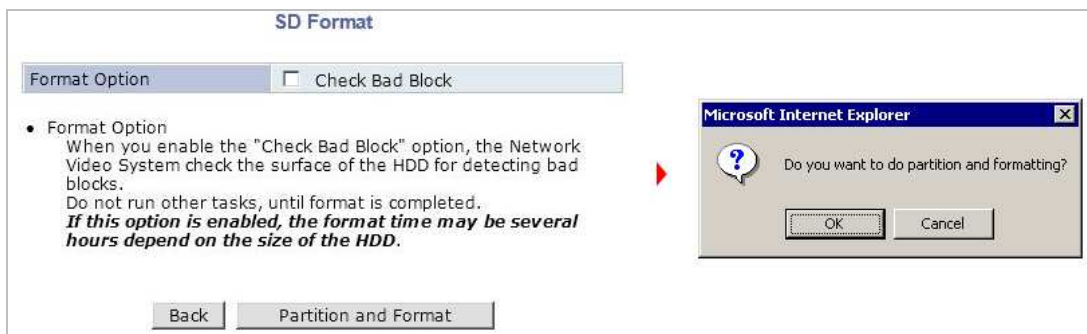 SD Format
Format Option Check Bad Block
• Format Option
When you enable the "Check Bad Block" option, the Network
Video System check the surface of the HDD for detecting bad
blocks.
Do not run other tasks, until format is completed.
If this option is enabled, the format time may be several
hours depend on the size of the HDD.
Back Partition and Format
Microsoft Internet Explorer
Do you want to do partition and formatting?
OK Cancel